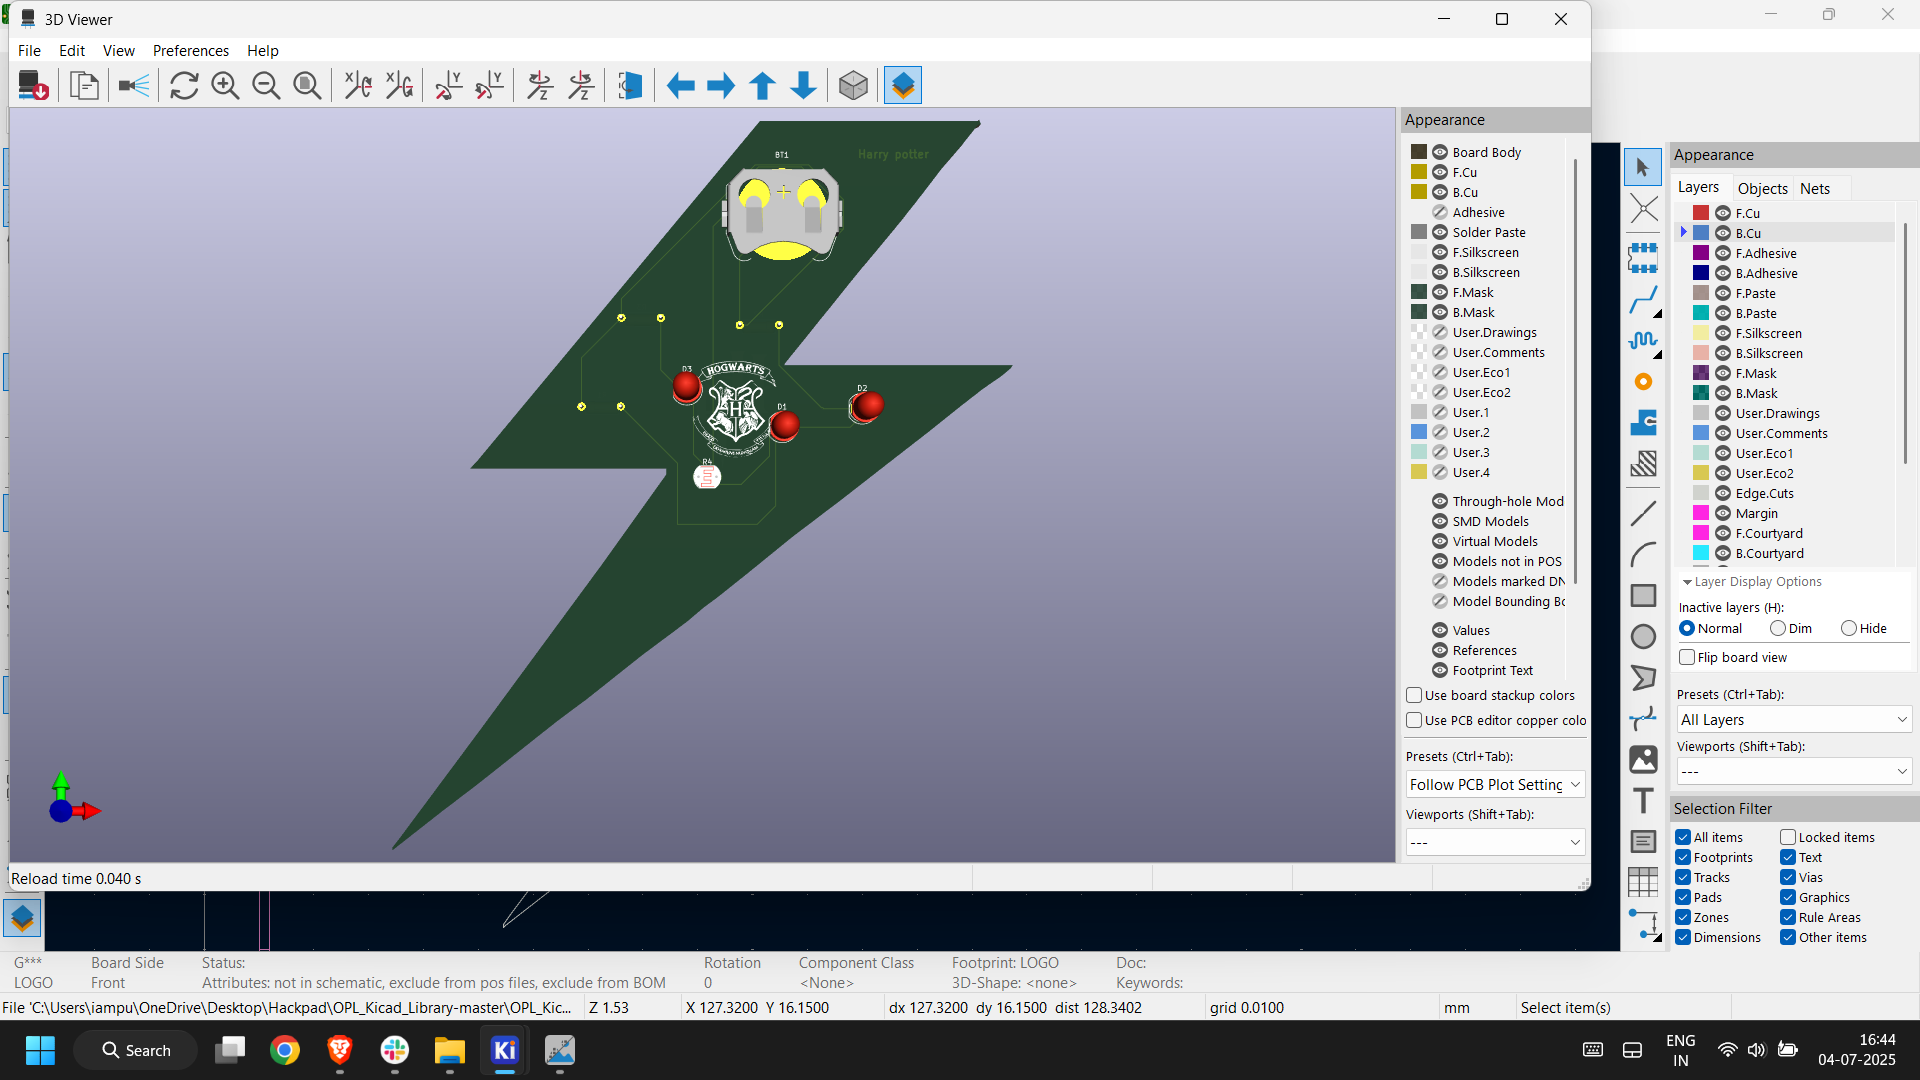 3D Viewer
File Edit View Preferences Help
Appearance
Board Body
F.Cu
B.Cu
Adhesive
Solder Paste
F.Silkscreen
B.Silkscreen
F.Mask
B.Mask
User.Drawings
User.Comments
User.Eco1
User.Eco2
User.1
User.2
User.3
User.4
Through-hole Mod
SMD Models
Virtual Models
Models not in POS
Models marked DN
Model Bounding Bo
Values
References
Footprint Text
Use board stackup colors
Use PCB editor copper colo
Presets (Ctrl+Tab):
Follow PCB Plot Setting
Viewports (Shift+Tab):
---
BT1
Harry potter
D3
HOGWARTS
H
D1
D2
R4
Reload time 0.040 s
Appearance
Layers Objects Nets
F.Cu
B.Cu
F.Adhesive
B.Adhesive
F.Paste
B.Paste
F.Silkscreen
B.Silkscreen
F.Mask
B.Mask
User.Drawings
User.Comments
User.Eco1
User.Eco2
Edge.Cuts
Margin
F.Courtyard
B.Courtyard
Layer Display Options
Inactive layers (H):
Normal Dim Hide
Flip board view
Presets (Ctrl+Tab):
All Layers
Viewports (Shift+Tab):
---
Selection Filter
All items Locked items
Footprints Text
Tracks Vias
Pads Graphics
Zones Rule Areas
Dimensions Other items
G*** Board Side Status: Rotation Component Class Footprint: LOGO Doc:
LOGO Front Attributes: not in schematic, exclude from pos files, exclude from BOM 0 <None> 3D-Shape: <none> Keywords:
File 'C:\Users\iampu\OneDrive\Desktop\Hackpad\OPL_Kicad_Library-master\OPL_Kic... Z 1.53 X 127.3200 Y 16.1500 dx 127.3200 dy 16.1500 dist 128.3402 grid 0.0100 mm Select item(s)
Search
Ki
ENG
IN
16:44
04-07-2025